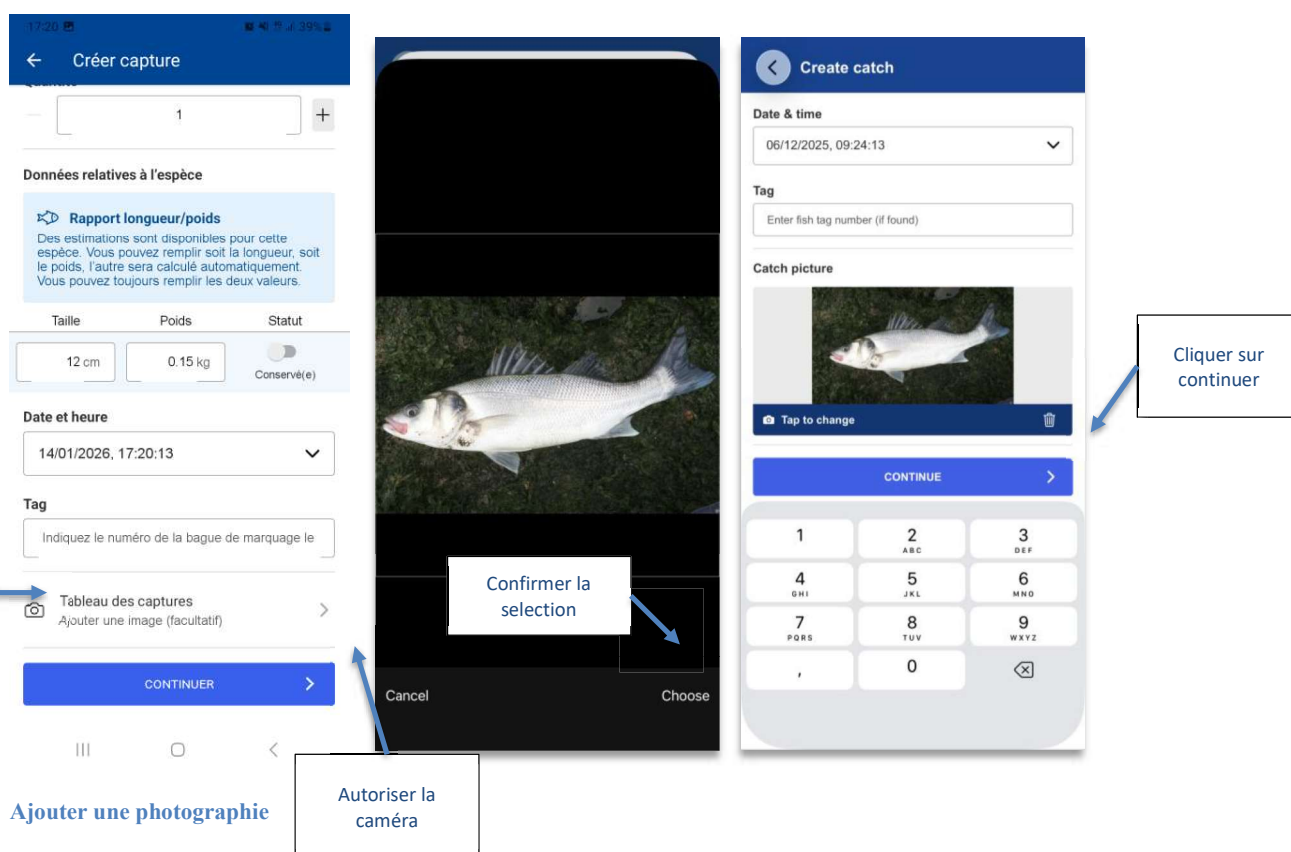 17:20
39%
Créer capture
Quantité
1
+
Données relatives à l'espèce
Rapport longueur/poids
Des estimations sont disponibles pour cette
espèce. Vous pouvez remplir soit la longueur, soit
le poids, l'autre sera calculé automatiquement.
Vous pouvez toujours remplir les deux valeurs.
Taille Poids Statut
12 cm 0.15 kg
Conservé(e)
Date et heure
14/01/2026, 17:20:13
Tag
Indiquez le numéro de la bague de marquage le
Tableau des captures
Ajouter une image (facultatif)
CONTINUER
Ajouter une photographie
Autoriser la
caméra
Confirmer la
selection
Cancel Choose
Create catch
Date & time
06/12/2025, 09:24:13
Tag
Enter fish tag number (if found)
Catch picture
Tap to change
CONTINUE
1 2 3
ABC DEF
4 5 6
GHI JKL MNO
7 8 9
PQRS TUV WXYZ
, 0
Cliquer sur
continuer